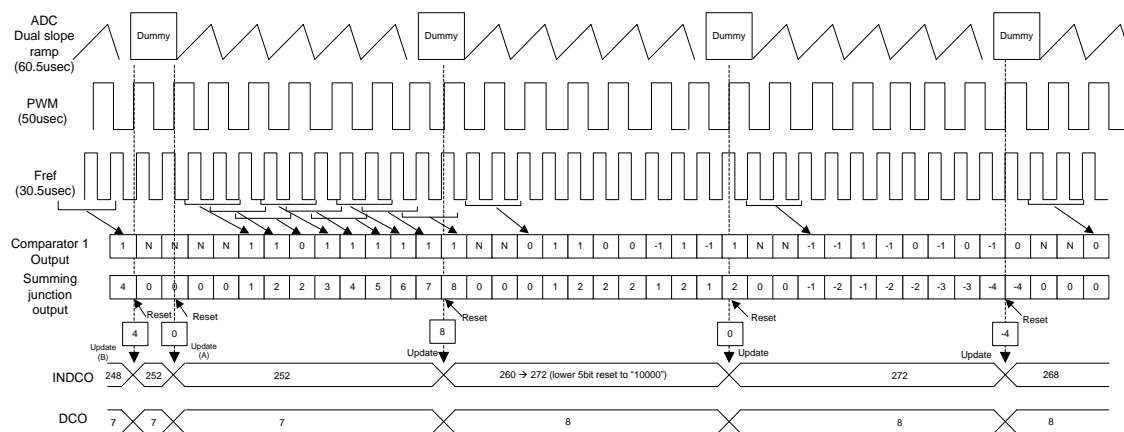 ADC
Dual slope
ramp
(60.5usec)
Dummy Dummy Dummy Dummy
PWM
(50usec)
Fref
(30.5usec)
Comparator 1
Output
1 N N N N 1 1 0 1 1 1 1 1 1 N N 0 1 1 0 0 -1 1 -1 1 N N -1 -1 1 -1 0 -1 0 -1 0 N N 0
Summing
junction
output
4 0 0 0 0 1 2 2 3 4 5 6 7 8 0 0 0 1 2 2 2 1 2 1 2 0 0 -1 -2 -1 -2 -2 -3 -3 -4 -4 0 0 0
Reset Reset Reset Reset Reset
4 0 8 0 -4
Update
(B)
Update
(A)
Update Update Update
INDCO
248 252 252 260 → 272 (lower 5bit reset to "10000") 272 268
DCO
7 7 7 8 8 8